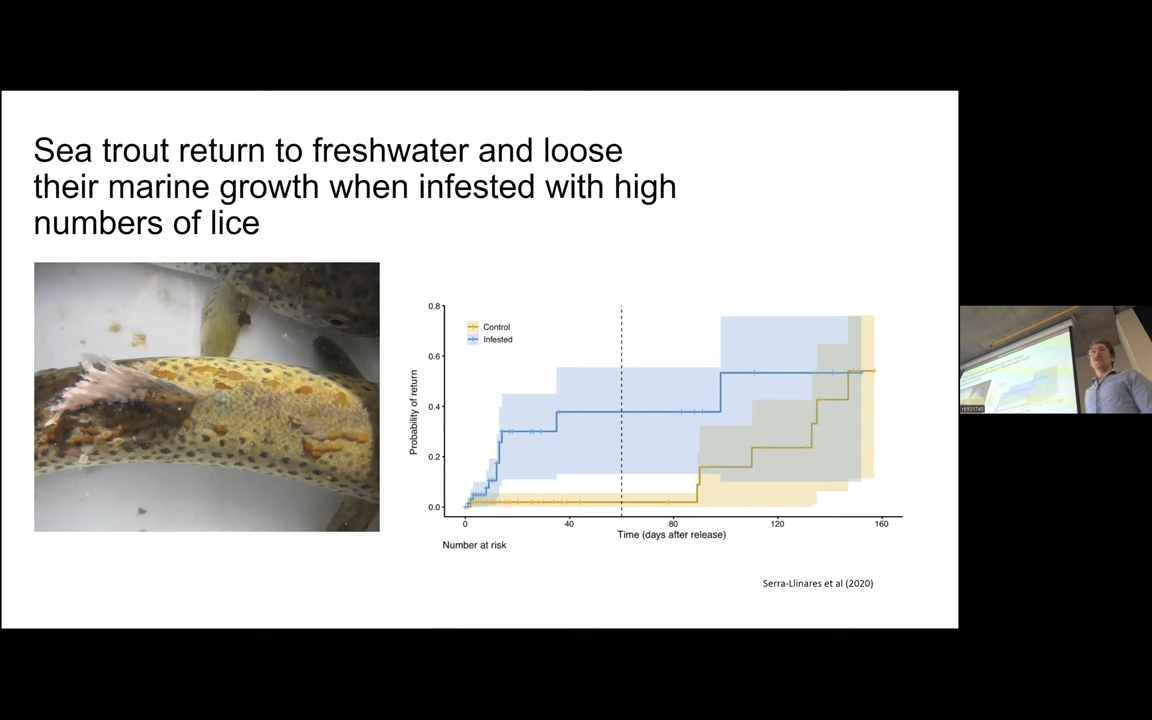 Sea trout return to freshwater and loose
their marine growth when infested with high
numbers of lice
0.8
0.6
0.4
0.2
0.0
Probability of return
Control
Infested
0
40
80
120
160
Time (days after release)
Number at risk
Serra-Llinares et al (2020)